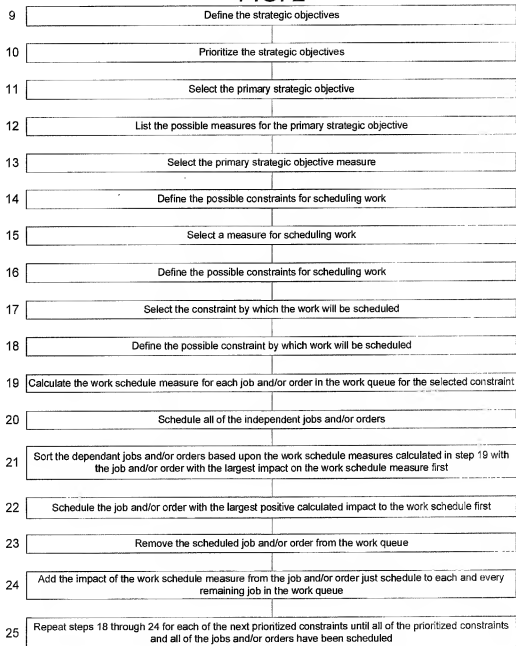 9 Define the strategic objectives
10 Prioritize the strategic objectives
11 Select the primary strategic objective
12 List the possible measures for the primary strategic objective
13 Select the primary strategic objective measure
14 Define the possible constraints for scheduling work
15 Select a measure for scheduling work
16 Define the possible constraints for scheduling work
17 Select the constraint by which the work will be scheduled
18 Define the possible constraint by which work will be scheduled
19 Calculate the work schedule measure for each job and/or order in the work queue for the selected constraint
20 Schedule all of the independent jobs and/or orders
21 Sort the dependant jobs and/or orders based upon the work schedule measures calculated in step 19 with
the job and/or order with the largest impact on the work schedule measure first
22 Schedule the job and/or order with the largest positive calculated impact to the work schedule first
23 Remove the scheduled job and/or order from the work queue
24 Add the impact of the work schedule measure from the job and/or order just schedule to each and every
remaining job in the work queue
25 Repeat steps 18 through 24 for each of the next prioritized constraints until all of the prioritized constraints
and all of the jobs and/or orders have been scheduled